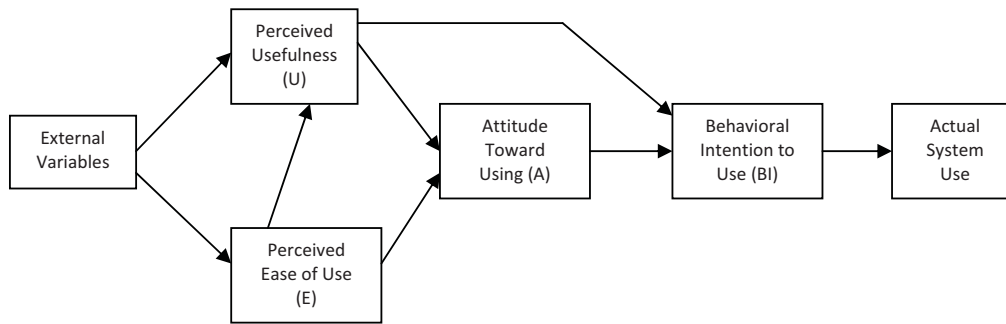 External
Variables
Perceived
Usefulness
(U)
Perceived
Ease of Use
(E)
Attitude
Toward
Using (A)
Behavioral
Intention to
Use (BI)
Actual
System
Use